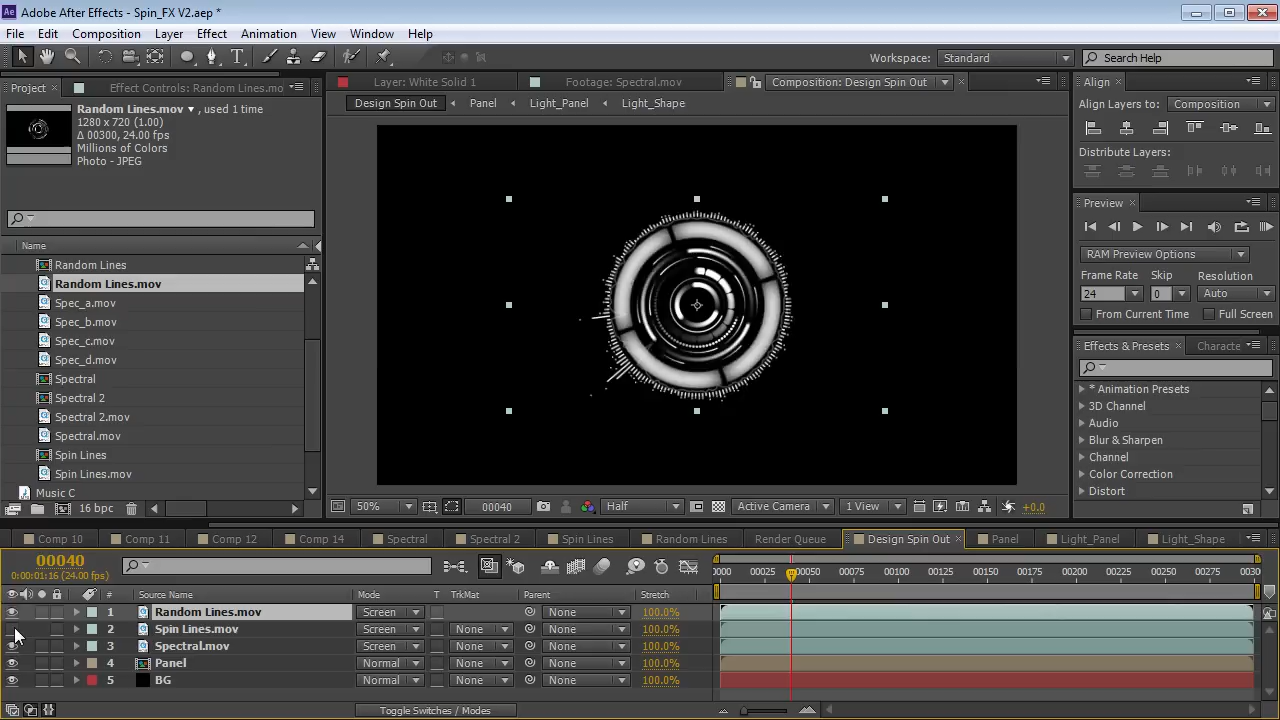 Ae Adobe After Effects - Spin_FX V2.aep *
File Edit Composition Layer Effect Animation View Window Help
Workspace: Standard Search Help
Project Effect Controls: Random Lines.mo
Layer: White Solid 1 Footage: Spectral.mov Composition: Design Spin Out
Design Spin Out Panel Light_Panel Light_Shape
Random Lines.mov , used 1 time
1280 x 720 (1.00)
Δ 00300, 24.00 fps
Millions of Colors
Photo - JPEG
Name
Random Lines
Random Lines.mov
Spec_a.mov
Spec_b.mov
Spec_c.mov
Spec_d.mov
Spectral
Spectral 2
Spectral 2.mov
Spectral.mov
Spin Lines
Spin Lines.mov
Music C
16 bpc
50% 00040 Half Active Camera 1 View +0.0
Align
Align Layers to: Composition
Distribute Layers:
Preview
RAM Preview Options
Frame Rate Skip Resolution
24 0 Auto
From Current Time Full Screen
Effects & Presets Characte
* Animation Presets
3D Channel
Audio
Blur & Sharpen
Channel
Color Correction
Distort
Comp 10 Comp 11 Comp 12 Comp 14 Spectral Spectral 2 Spin Lines Random Lines Render Queue Design Spin Out Panel Light_Panel Light_Shape
00040
0:00:01:16 (24.00 fps)
0000 00025 00050 00075 00100 00125 00150 00175 00200 00225 00250 00275 0030
# Source Name Mode T TrkMat Parent Stretch
1 Random Lines.mov Screen None 100.0%
2 Spin Lines.mov Screen None None 100.0%
3 Spectral.mov Screen None None 100.0%
4 Panel Normal None None 100.0%
5 BG Normal None None 100.0%
Toggle Switches / Modes